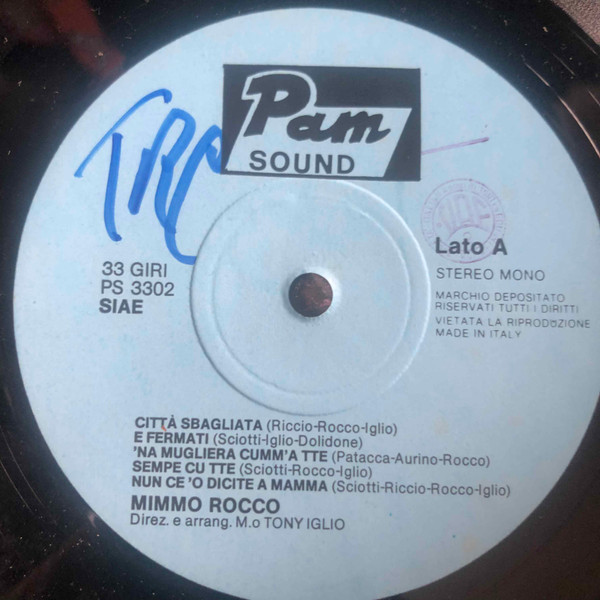 Pam
SOUND
TRC
33 GIRI
PS 3302
SIAE
Lato A
STEREO MONO
MARCHIO DEPOSITATO
RISERVATI TUTTI I DIRITTI
VIETATA LA RIPRODUZIONE
MADE IN ITALY
CITTÀ SBAGLIATA (Riccio-Rocco-Iglio)
E FERMATI (Sciotti-Iglio-Dolidone)
'NA MUGLIERA CUMM'A TTE (Patacca-Aurino-Rocco)
SEMPE CU TTE (Sciotti-Rocco-Iglio)
NUN CE 'O DICITE A MAMMA (Sciotti-Riccio-Rocco-Iglio)
MIMMO ROCCO
Direz. e arrang. M.o TONY IGLIO